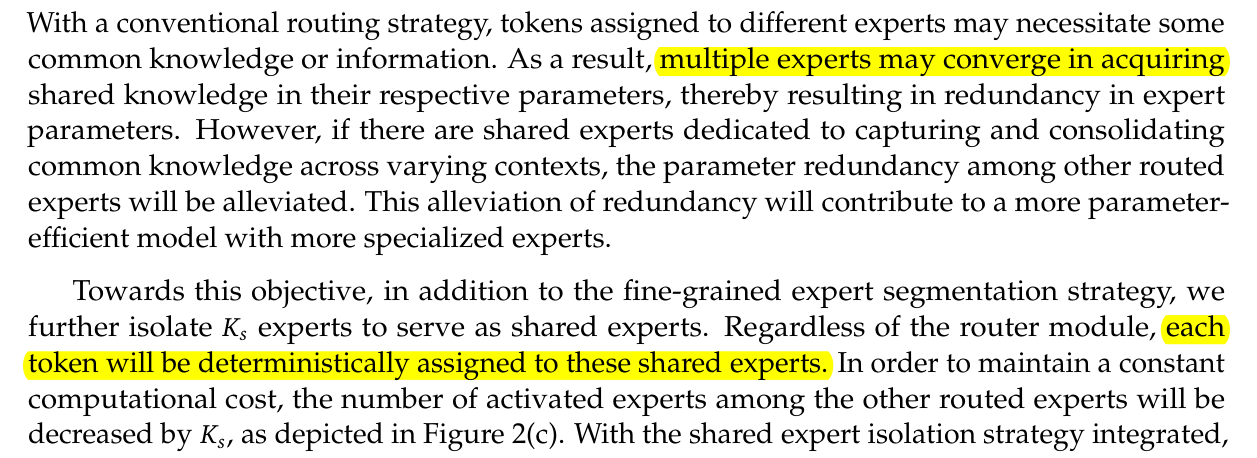 With a conventional routing strategy, tokens assigned to different experts may necessitate some
common knowledge or information. As a result, multiple experts may converge in acquiring
shared knowledge in their respective parameters, thereby resulting in redundancy in expert
parameters. However, if there are shared experts dedicated to capturing and consolidating
common knowledge across varying contexts, the parameter redundancy among other routed
experts will be alleviated. This alleviation of redundancy will contribute to a more parameter-
efficient model with more specialized experts.
Towards this objective, in addition to the fine-grained expert segmentation strategy, we
further isolate Kₛ experts to serve as shared experts. Regardless of the router module, each
token will be deterministically assigned to these shared experts. In order to maintain a constant
computational cost, the number of activated experts among the other routed experts will be
decreased by Kₛ, as depicted in Figure 2(c). With the shared expert isolation strategy integrated,